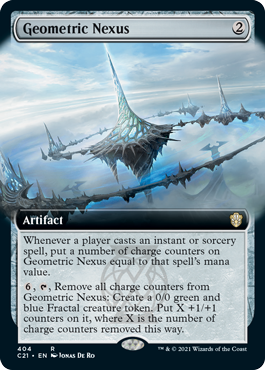 Geometric Nexus 2
Artifact
Whenever a player casts an instant or sorcery
spell, put a number of charge counters on
Geometric Nexus equal to that spell's mana
value.
6, Remove all charge counters from
Geometric Nexus: Create a 0/0 green and
blue Fractal creature token. Put X +1/+1
counters on it, where X is the number of
counters removed this way.
404 R
C21 • EN Jonas De Ro
™ & © 2021 Wizards of the Coast